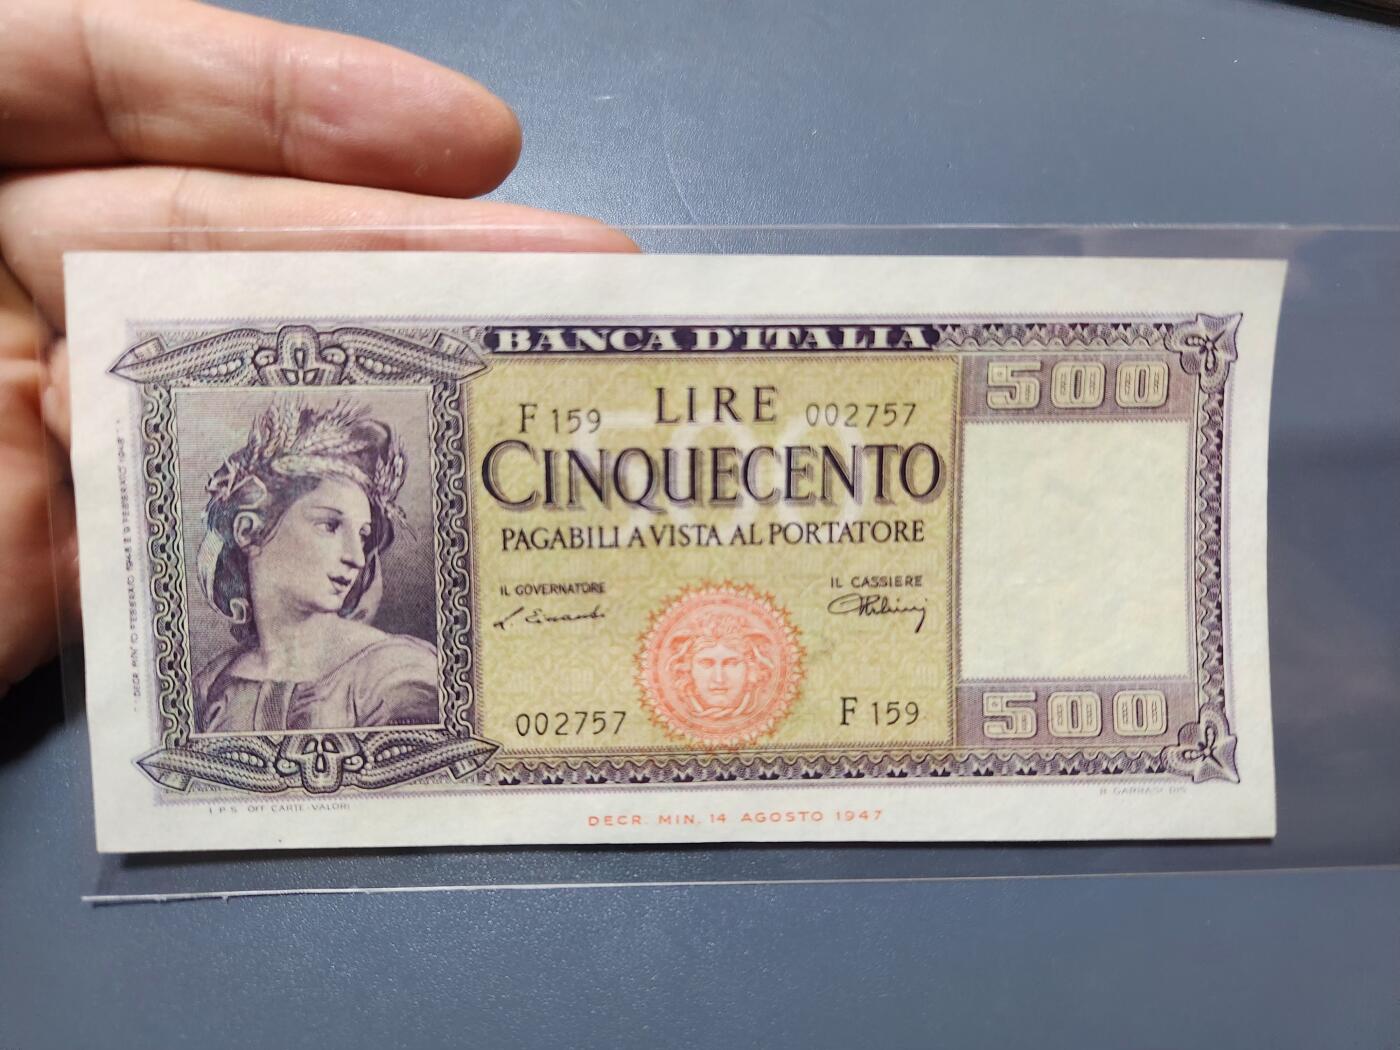 BANCA D'ITALIA
500
F 159 LIRE 002757
CINQUECENTO
PAGABILI A VISTA AL PORTATORE
IL GOVERNATORE
IL CASSIERE
002757
F 159
500
I. P. S. OFF. CARTE-VALORI
DECR. MIN. 14 AGOSTO 1947